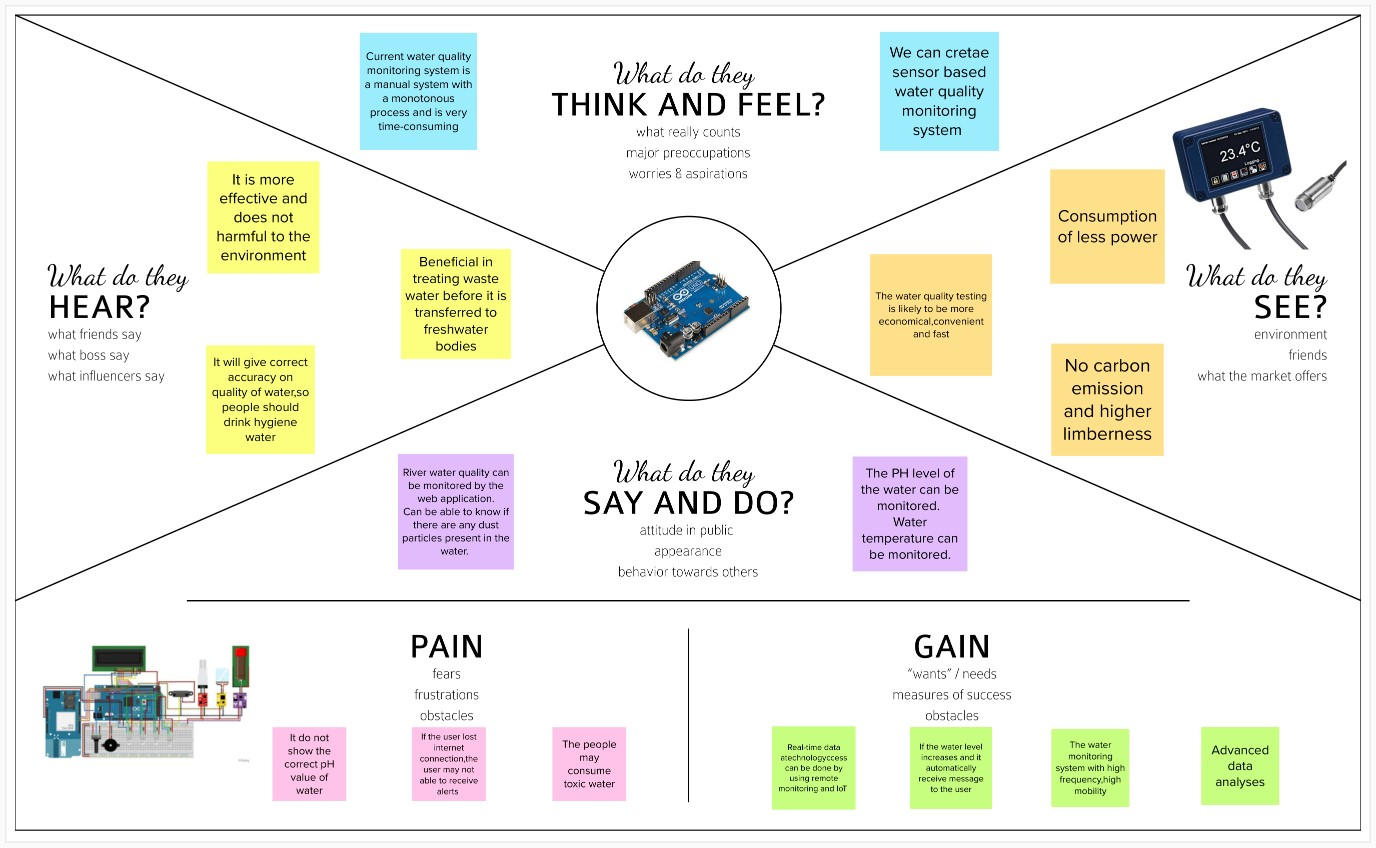 Current water quality
monitoring system is
a manual system with
a monotonous
process and is very
time-consuming
What do they
THINK AND FEEL?
what really counts
major preoccupations
worries & aspirations
We can cretae
sensor based
water quality
monitoring
system
It is more
effective and
does not
harmful to the
environment
What do they
HEAR?
what friends say
what boss say
what influencers say
Beneficial in
treating waste
water before it is
transferred to
freshwater
bodies
It will give correct
accuracy on
quality of water,so
people should
drink hygiene
water
The water quality testing
is likely to be more
economical,convenient
and fast
Consumption
of less power
23.4°C
Logging
What do they
SEE?
environment
friends
what the market offers
No carbon
emission
and higher
limberness
River water quality can
be monitored by the
web application.
Can be able to know if
there are any dust
particles present in the
water.
What do they
SAY AND DO?
attitude in public
appearance
behavior towards others
The PH level of
the water can be
monitored.
Water
temperature can
be monitored.
PAIN
fears
frustrations
obstacles
It do not
show the
correct pH
value of
water
If the user lost
internet
connection,the
user may not
able to receive
alerts
The people
may
consume
toxic water
GAIN
“wants” / needs
measures of success
obstacles
Real-time data
atechnologyccess
can be done by
using remote
monitoring and IoT
If the water level
increases and it
automatically
receive message
to the user
The water
monitoring
system with high
frequency,high
mobility
Advanced
data
analyses